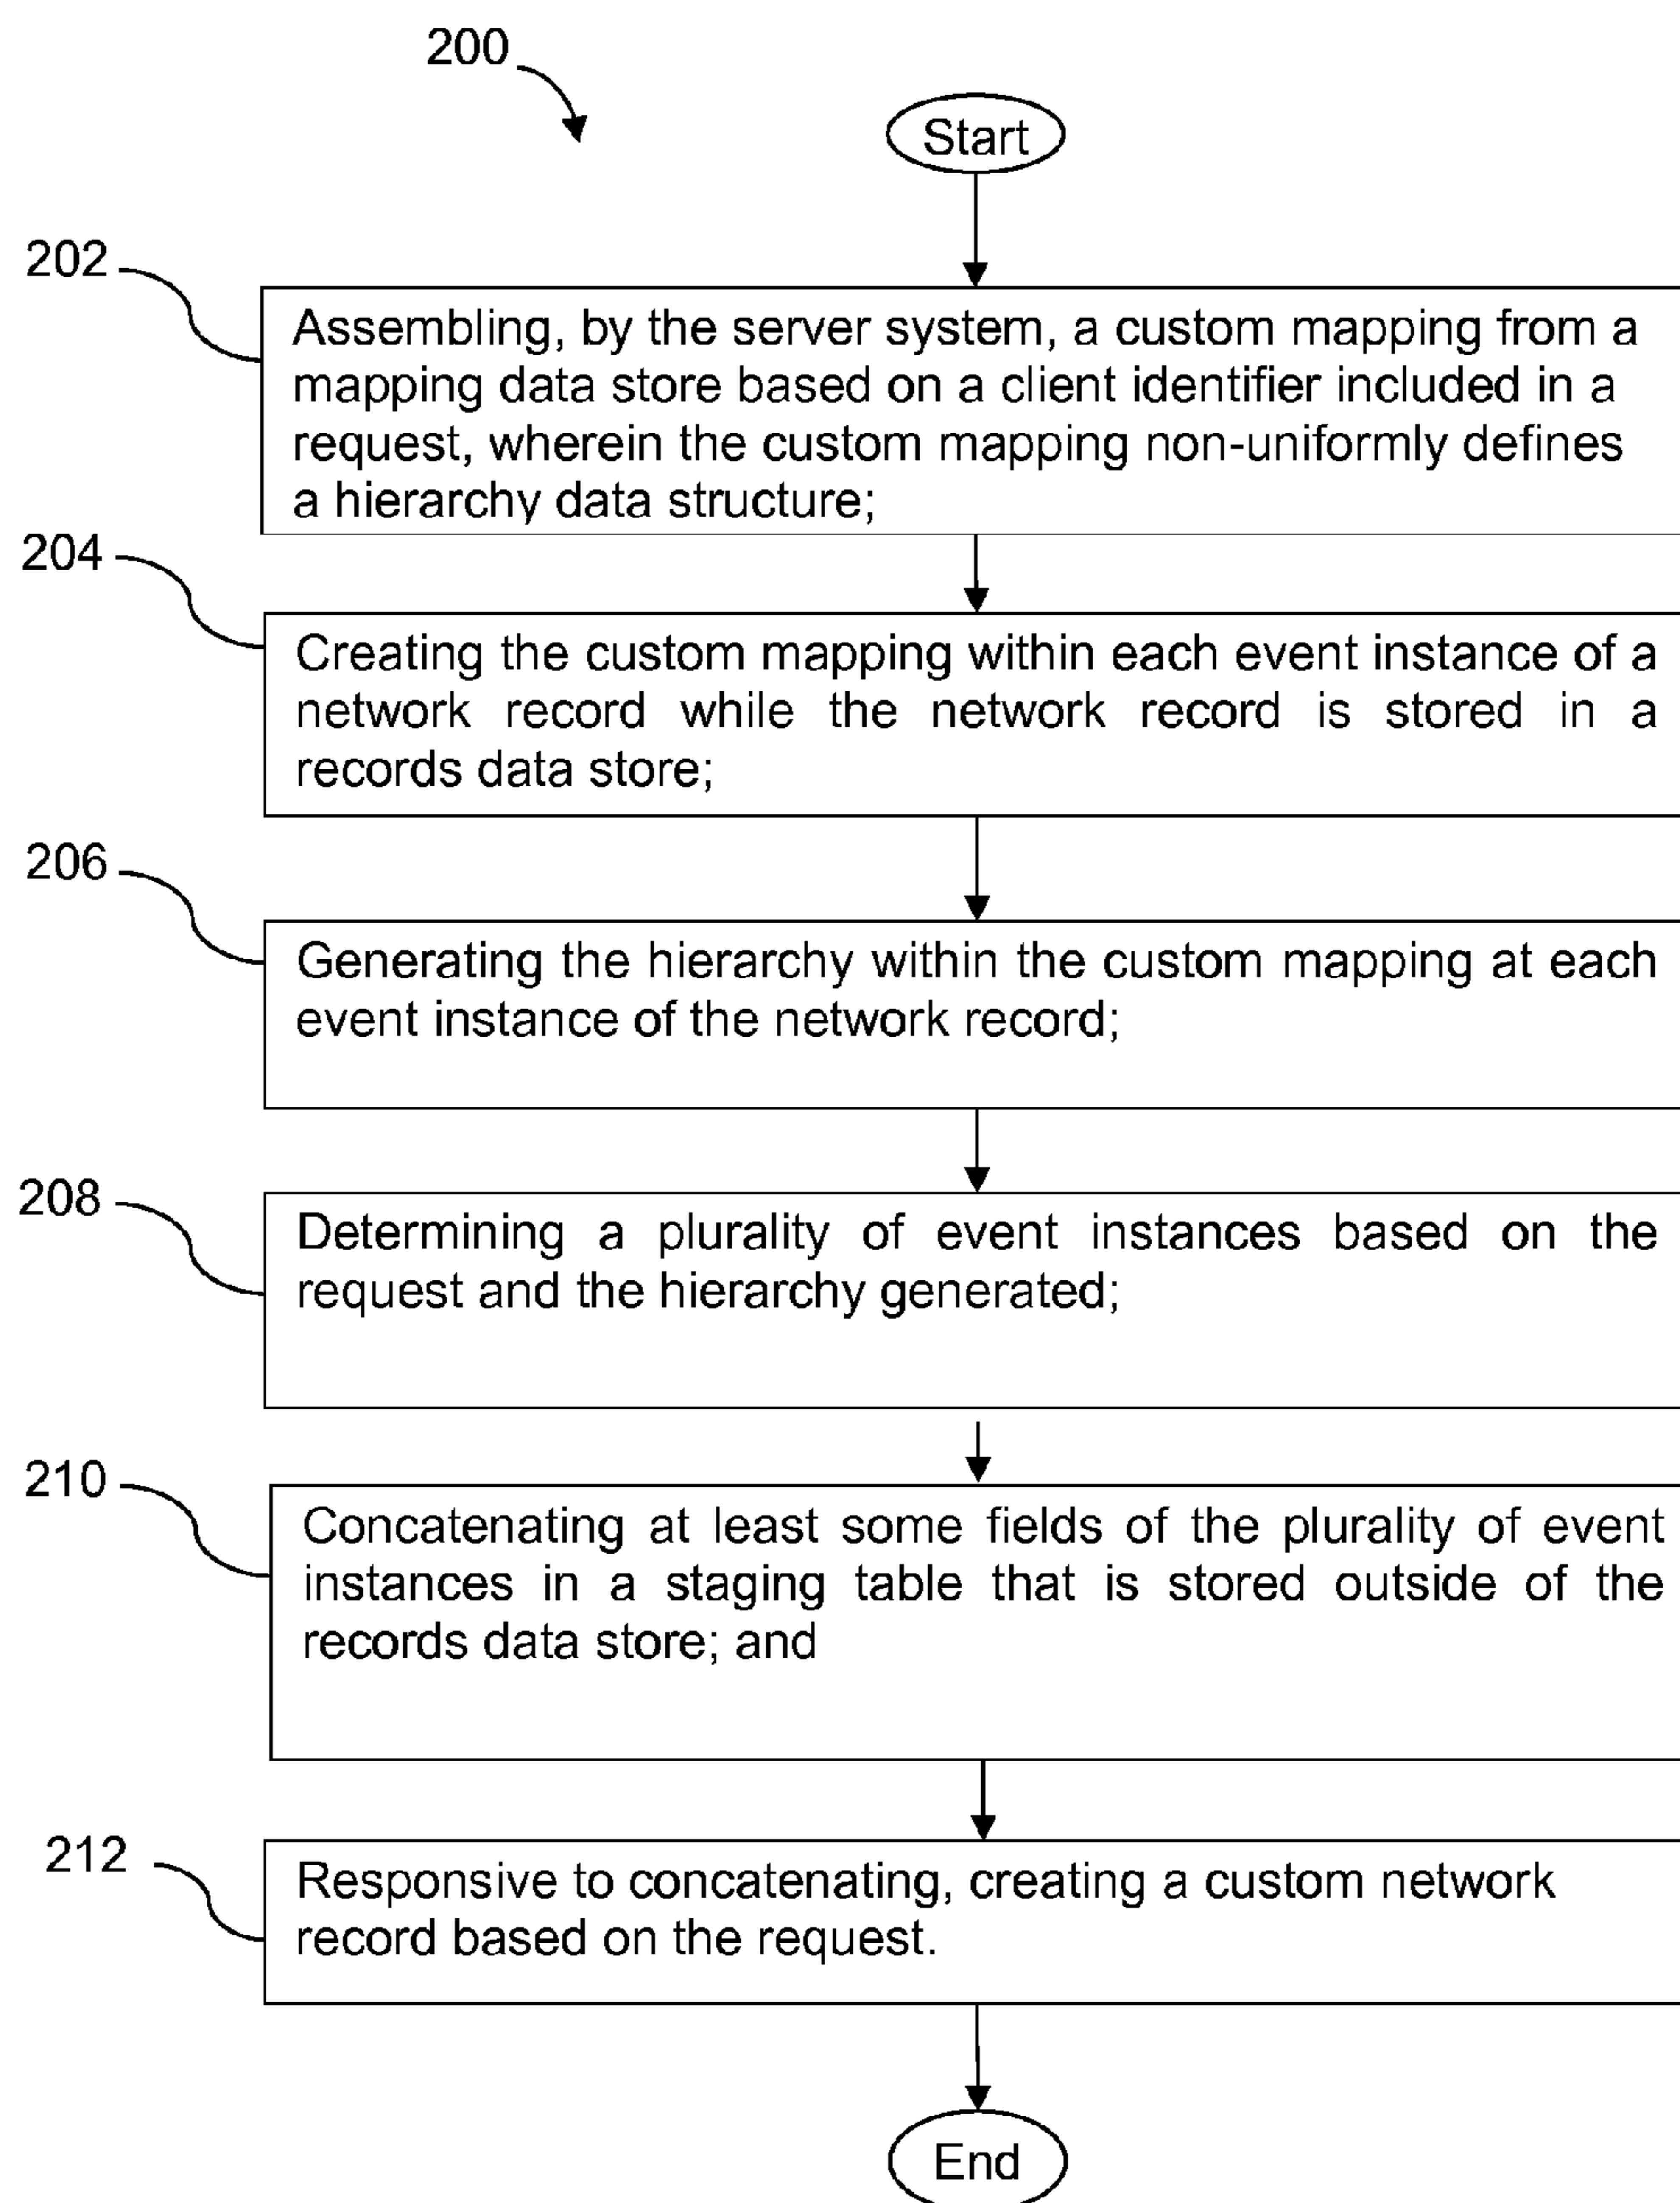 200
Start
202
Assembling, by the server system, a custom mapping from a
mapping data store based on a client identifier included in a
request, wherein the custom mapping non-uniformly defines
a hierarchy data structure;
204
Creating the custom mapping within each event instance of a
network record while the network record is stored in a
records data store;
206
Generating the hierarchy within the custom mapping at each
event instance of the network record;
208
Determining a plurality of event instances based on the
request and the hierarchy generated;
210
Concatenating at least some fields of the plurality of event
instances in a staging table that is stored outside of the
records data store; and
212
Responsive to concatenating, creating a custom network
record based on the request.
End